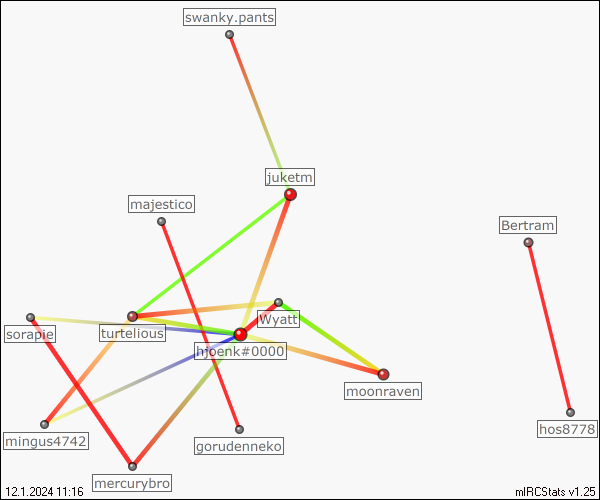 swanky.pants
juketm
majestico
Bertram
Wyatt
sorapie
turtelious
hjoenk#0000
moonraven
mingus4742
gorudenneko
hos8778
mercurybro
12.1.2024 11:16
mIRCStats v1.25